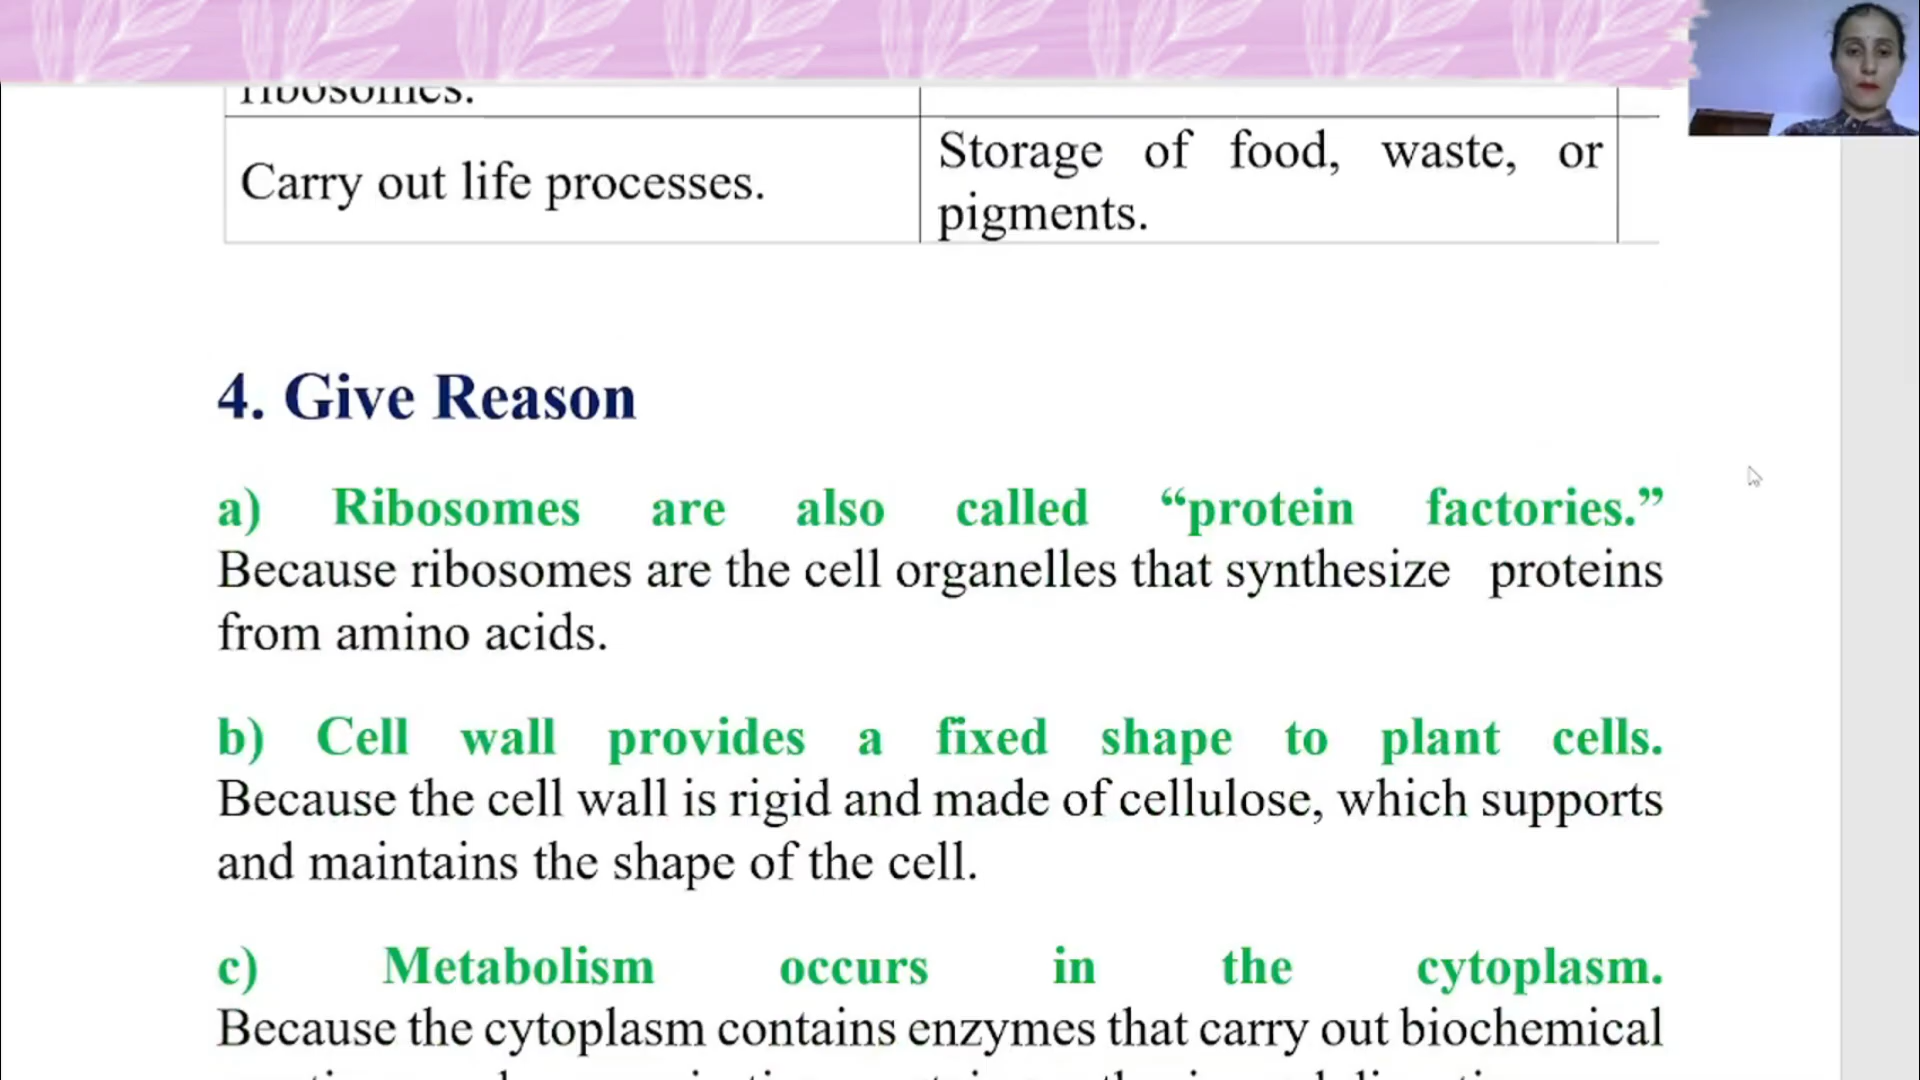 ribosomes.
Carry out life processes.
Storage of food, waste, or
pigments.
4. Give Reason
a) Ribosomes are also called “protein factories.”
Because ribosomes are the cell organelles that synthesize proteins
from amino acids.
b) Cell wall provides a fixed shape to plant cells.
Because the cell wall is rigid and made of cellulose, which supports
and maintains the shape of the cell.
c) Metabolism occurs in the cytoplasm.
Because the cytoplasm contains enzymes that carry out biochemical